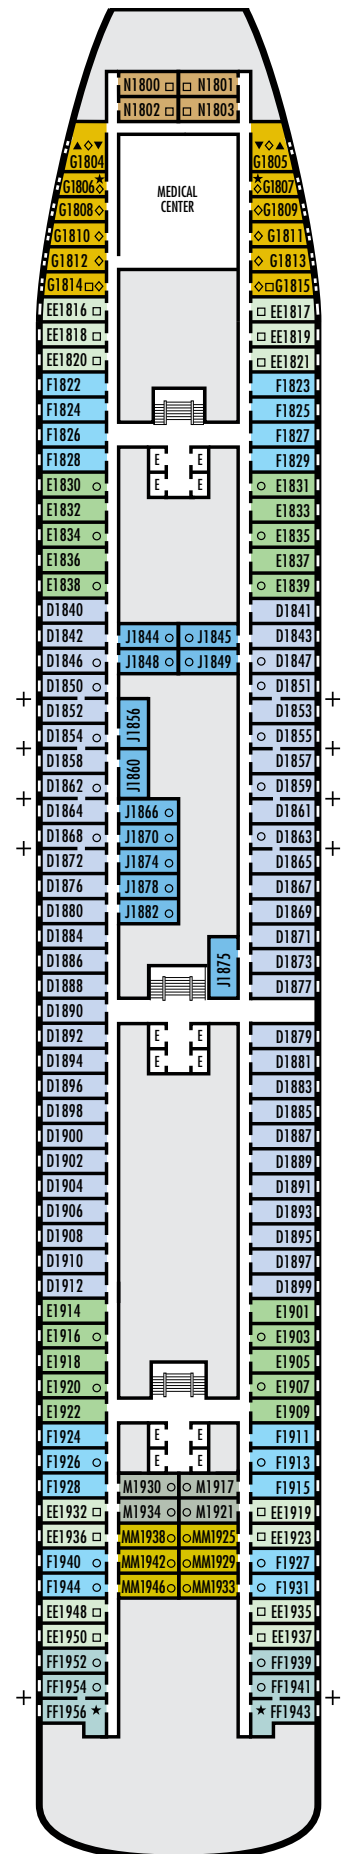 N1800 N1801
N1802 N1803
G1804 G1805
G1806 G1807
MEDICAL
CENTER
G1808 G1809
G1810 G1811
G1812 G1813
G1814 G1815
EE1816 EE1817
EE1818 EE1819
EE1820 EE1821
F1822 F1823
F1824 F1825
F1826 F1827
F1828 E E F1829
E1830 E E E1831
E1832 E1833
E1834 E1835
E1836 E1837
E1838 E1839
D1840 D1841
D1842 J1844 J1845 D1843
D1846 J1848 J1849 D1847
D1850 D1851
D1852 J1856 D1853
D1854 D1855
D1858 J1860 D1857
D1862 D1859
D1864 J1866 D1861
D1868 J1870 D1863
D1872 J1874 D1865
D1876 J1878 D1867
D1880 J1882 D1869
D1884 D1871
D1886 J1875 D1873
D1888 D1877
D1890
D1892 E E D1879
D1894 E E D1881
D1896 D1883
D1898 D1885
D1900 D1887
D1902 D1889
D1904 D1891
D1906 D1893
D1908 D1895
D1910 D1897
D1912 D1899
E1914 E1901
E1916 E1903
E1918 E1905
E1920 E1907
E1922 E1909
F1924 E E F1911
F1926 E E F1913
F1928 M1930 M1917 F1915
EE1932 M1934 M1921 EE1919
EE1936 MM1938 MM1925 EE1923
F1940 MM1942 MM1929 F1927
F1944 MM1946 MM1933 F1931
EE1948 EE1935
EE1950 EE1937
FF1952 FF1939
FF1954 FF1941
FF1956 FF1943